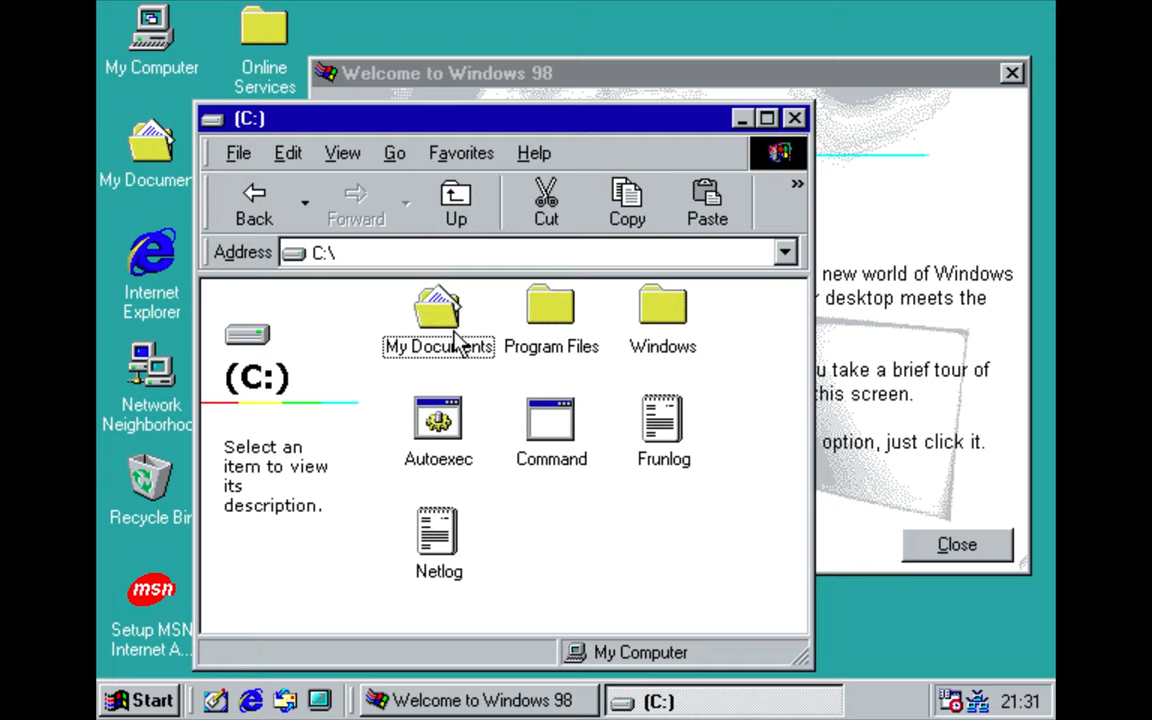 My Computer
Online
Services
My Documen
Internet
Explorer
Network
Neighborhoo
Recycle Bin
msn
Setup MSN
Internet A...
Welcome to Windows 98
new world of Windows
r desktop meets the
u take a brief tour of
this screen.
option, just click it.
Close
(C:)
File Edit View Go Favorites Help
Back Forward Up Cut Copy Paste »
Address C:\
(C:)
Select an
item to view
its
description.
My Documents Program Files Windows
Autoexec Command Frunlog
Netlog
My Computer
Start Welcome to Windows 98 (C:) 21:31